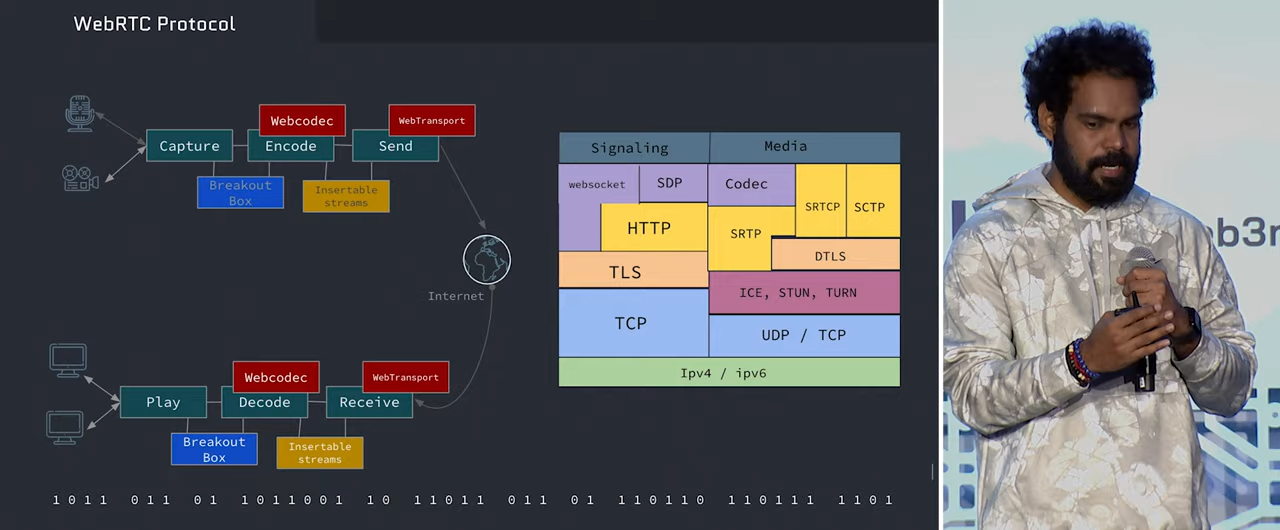 WebRTC Protocol
Webcodec
WebTransport
Capture
Encode
Send
Breakout
Box
Insertable
streams
Internet
Webcodec
WebTransport
Play
Decode
Receive
Breakout
Box
Insertable
streams
Signaling
Media
websocket
SDP
Codec
SRTCP
SCTP
HTTP
SRTP
DTLS
TLS
ICE, STUN, TURN
TCP
UDP / TCP
Ipv4 / ipv6
1011 011 01 1011001 10 11011 011 01 110110 110111 1101